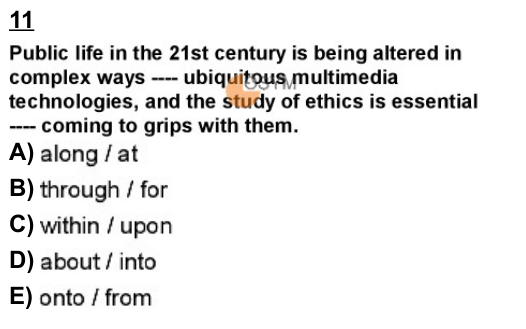 11
Public life in the 21st century is being altered in
complex ways ---- ubiquitous multimedia
technologies, and the study of ethics is essential
---- coming to grips with them.
A) along / at
B) through / for
C) within / upon
D) about / into
E) onto / from